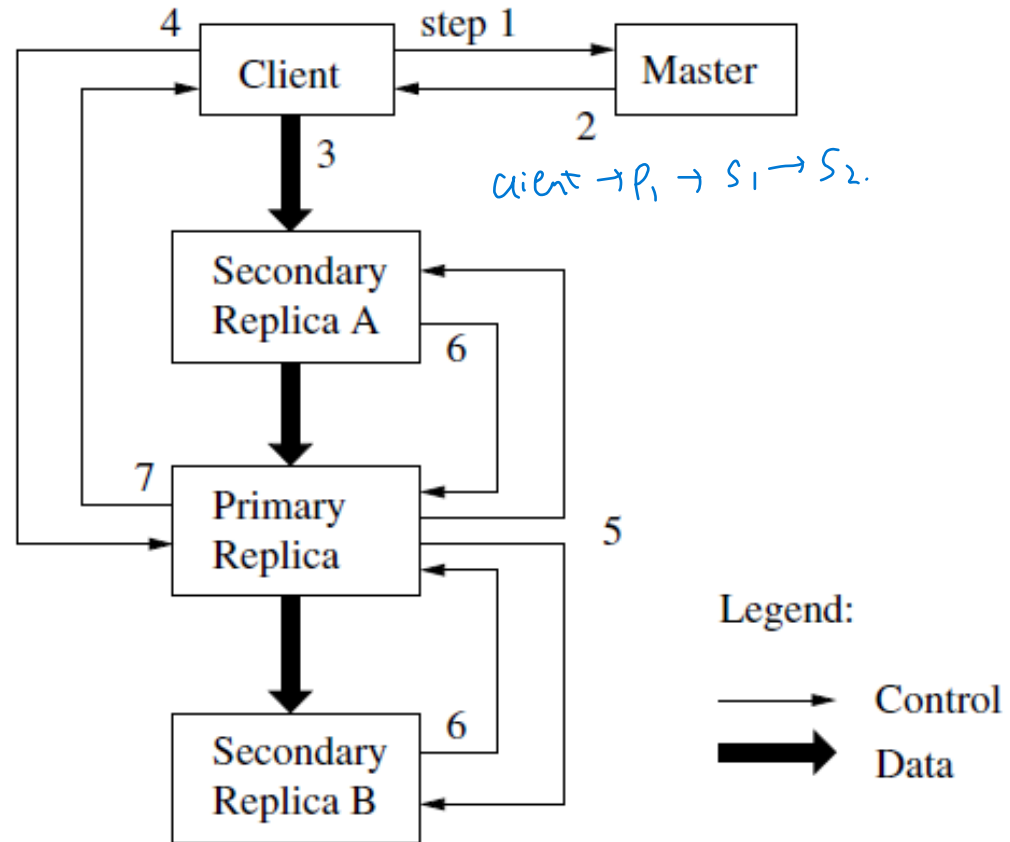 4
step 1
Client
Master
2
3
client → P₁ → S₁ → S₂.
Secondary
Replica A
6
7
Primary
Replica
5
Legend:
Control
6
Secondary
Replica B
Data